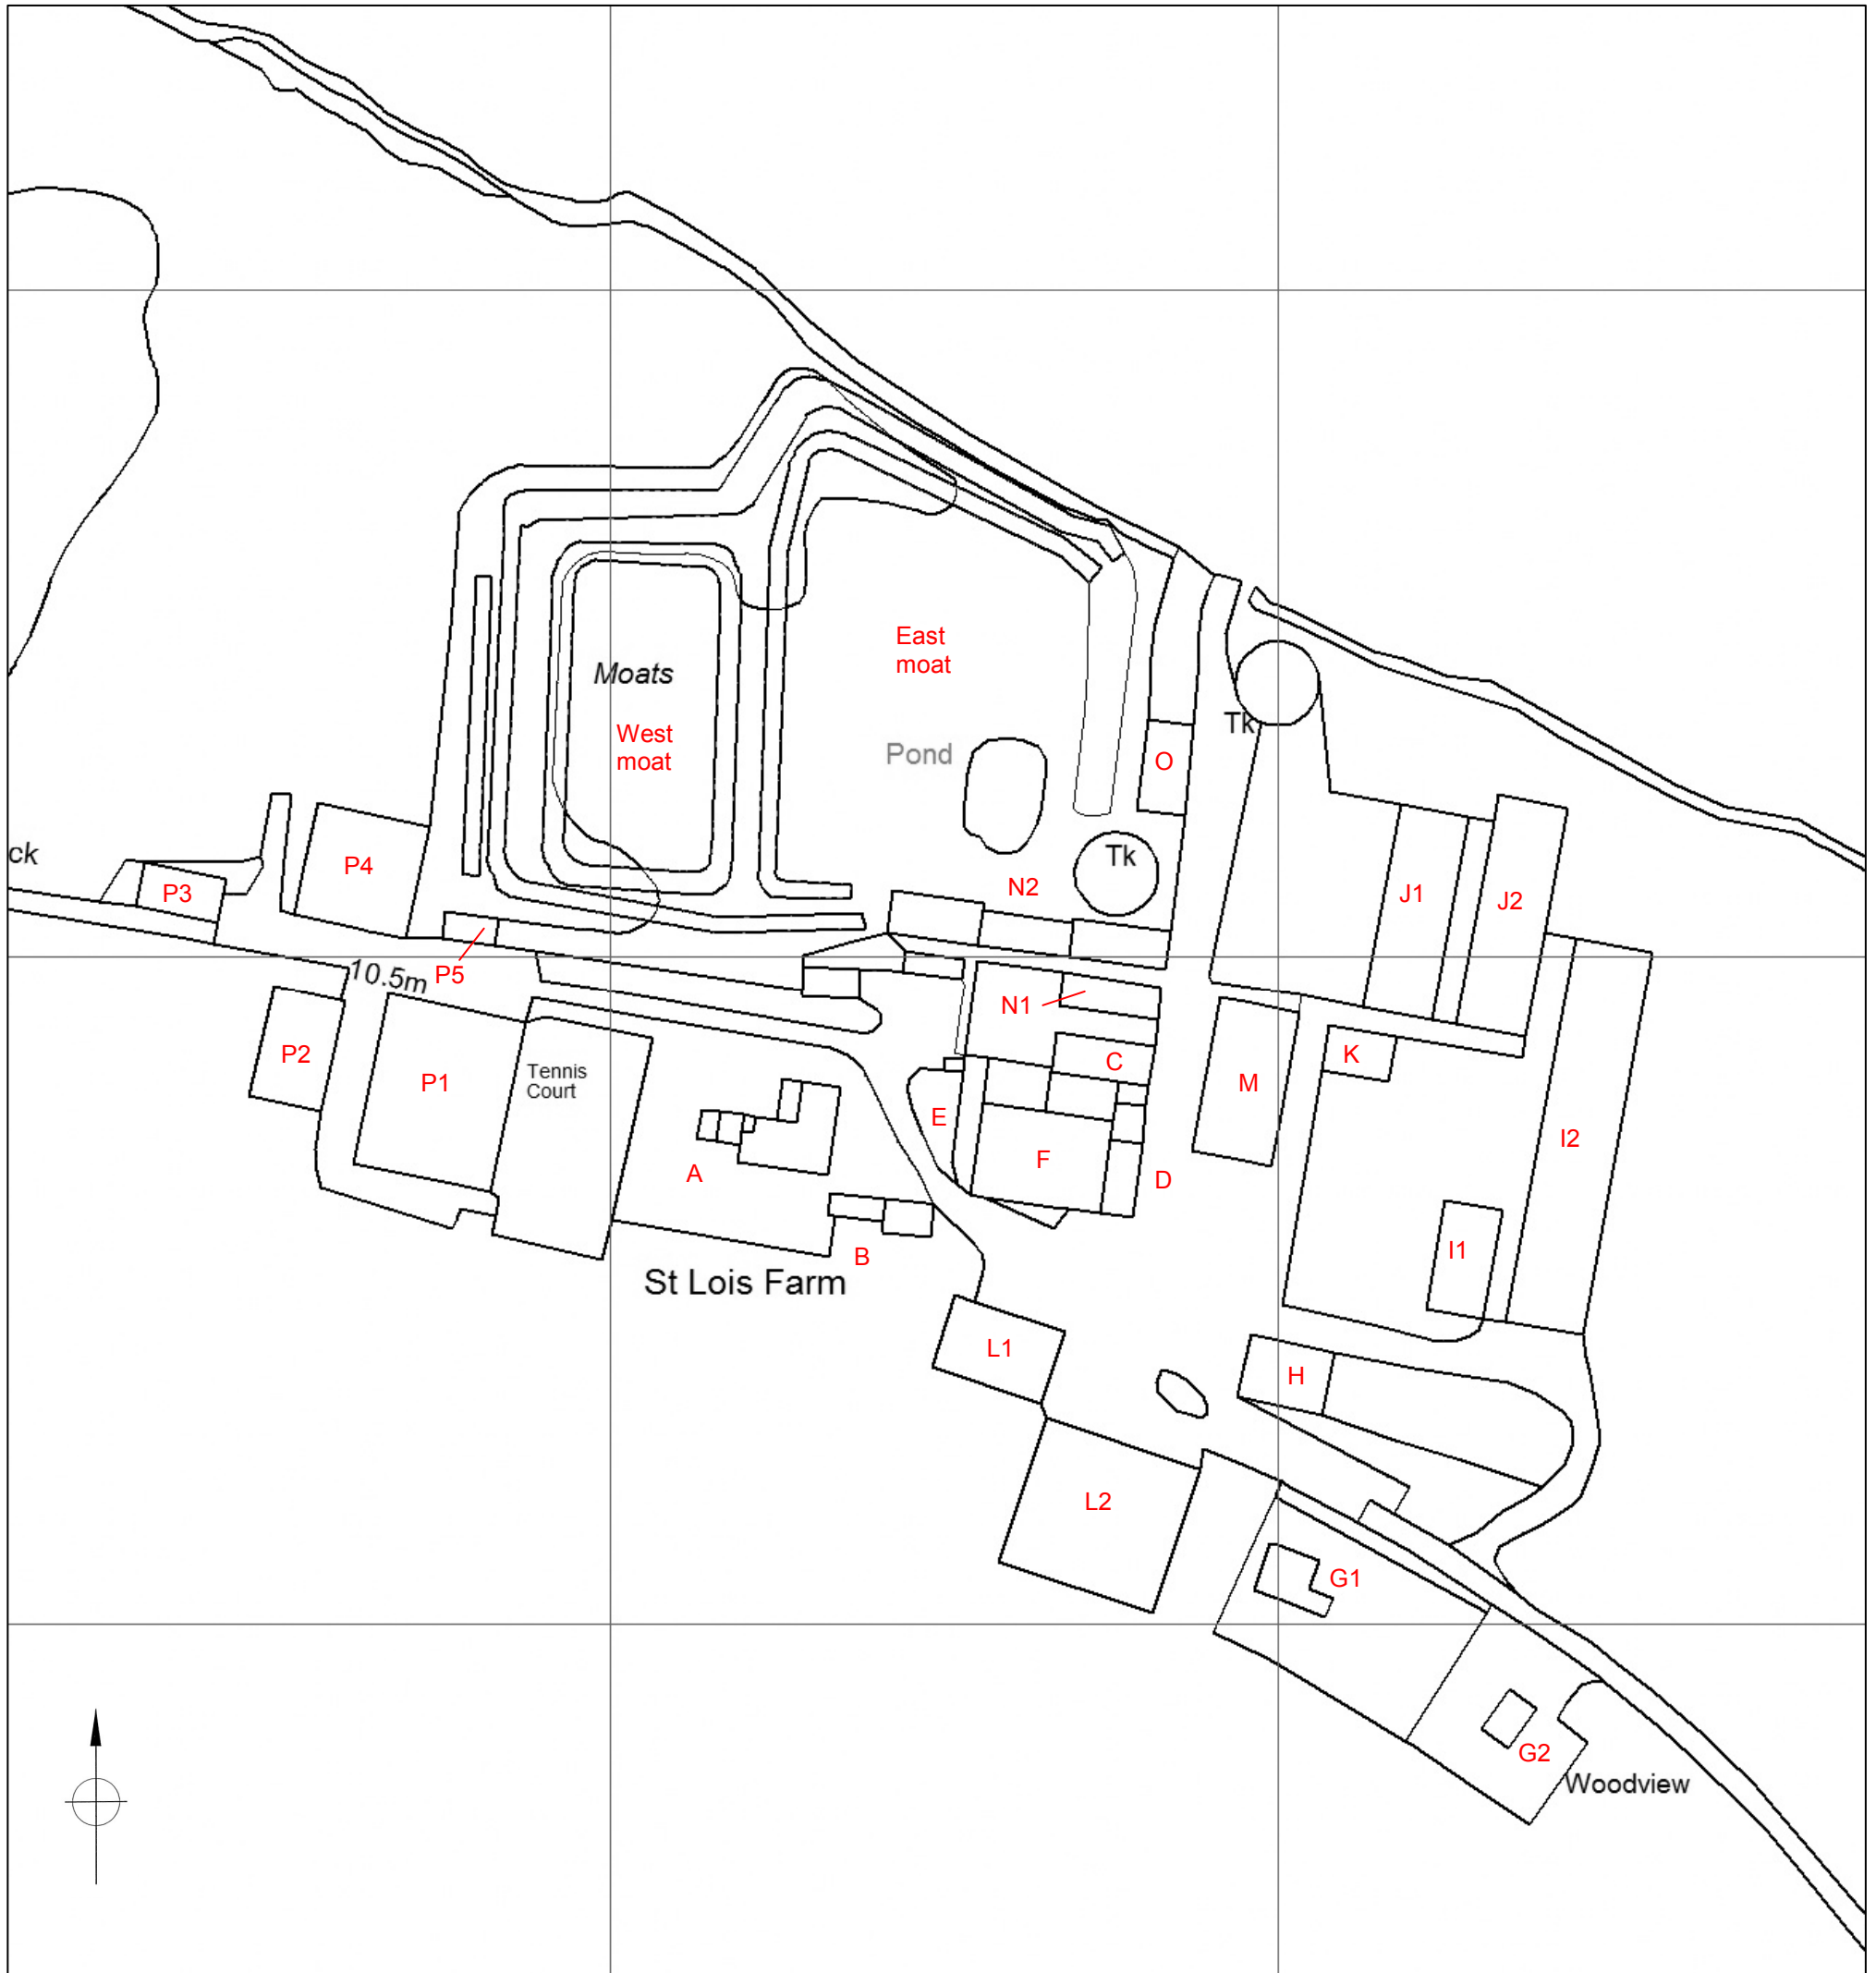 East
moat
Moats
West
moat
Tk
Pond
O
ck
P3
P4
Tk
N2
J1
J2
P5
10.5m
N1
P2
P1
Tennis
Court
C
M
K
E
F
D
I2
A
B
St Lois Farm
I1
L1
H
L2
G1
G2
Woodview